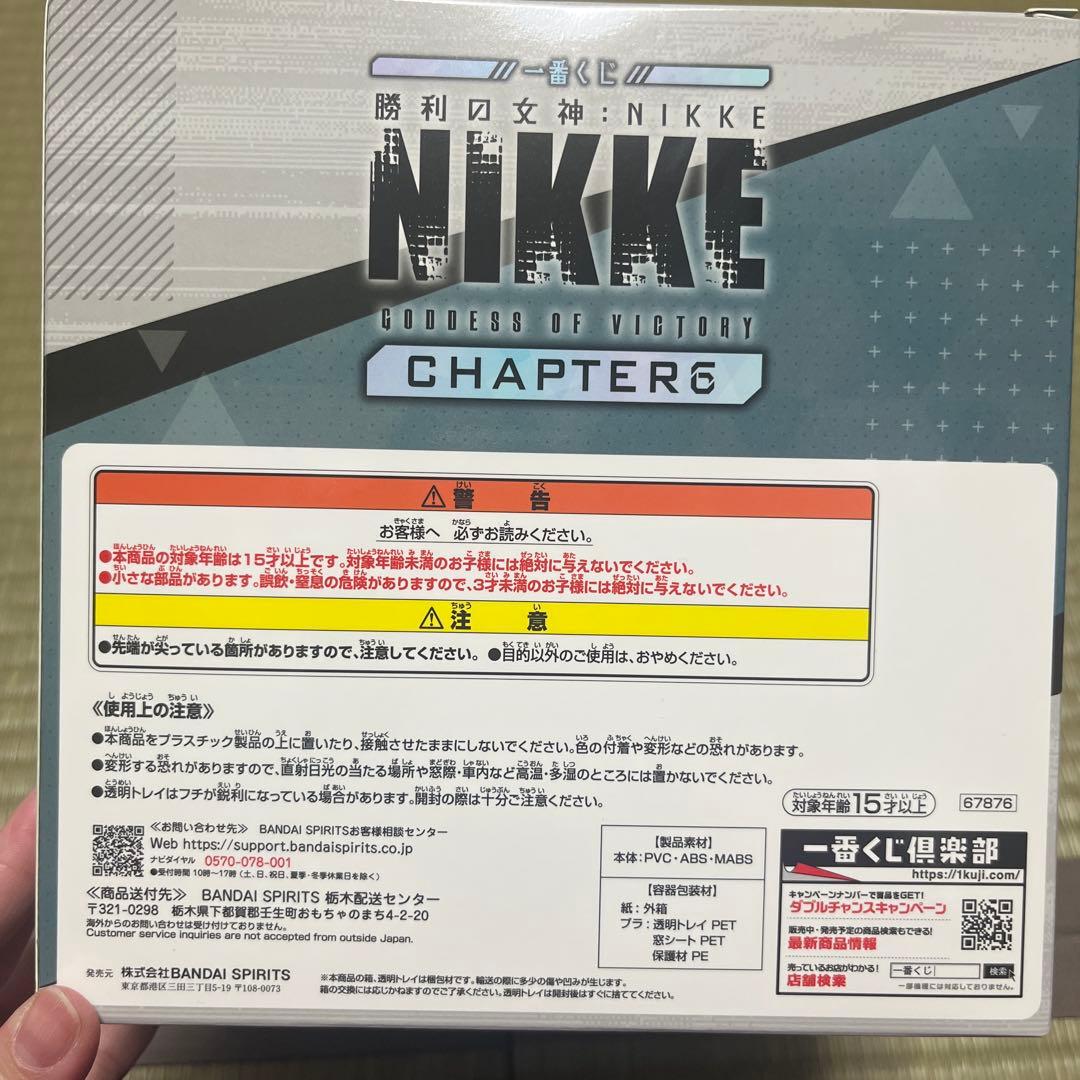 一番くじ
勝利の女神:NIKKE
NIKKE
GODDESS OF VICTORY
CHAPTER6
⚠警告
お客様へ 必ずお読みください。
●本商品の対象年齢は15才以上です。対象年齢未満のお子様には絶対に与えないでください。
●小さな部品があります。誤飲・窒息の危険がありますので、3才未満のお子様には絶対に与えないでください。
⚠注意
●先端が尖っている箇所がありますので、注意してください。 ●目的以外のご使用は、おやめください。
《使用上の注意》
●本商品をプラスチック製品の上に置いたり、接触させたままにしないでください。色の付着や変形などの恐れがあります。
●変形する恐れがありますので、直射日光の当たる場所や窓際・車内など高温・多湿のところには置かないでください。
●透明トレイはフチが鋭利になっている場合があります。開封の際は十分ご注意ください。
対象年齢15才以上
67876
≪お問い合わせ先≫ BANDAI SPIRITSお客様相談センター
Web https://support.bandaispirits.co.jp
ナビダイヤル 0570-078-001
●受付時間 10時〜17時 (土、日、祝日、夏季・冬季休業日を除く)
≪商品送付先≫ BANDAI SPIRITS 栃木配送センター
〒321-0298 栃木県下都賀郡壬生町おもちゃのまち4-2-20
海外からのお問い合わせは受け付けておりません。
Customer service inquiries are not accepted from outside Japan.
発売元 株式会社BANDAI SPIRITS
東京都港区三田三丁目5-19 〒108-0073
※本商品の箱、透明トレイは梱包材です。輸送の際に多少の傷や凹みが生じます。
箱の交換には応じかねますのでご了承ください。透明トレイは開封後はすぐに捨ててください。
【製品素材】
本体:PVC・ABS・MABS
【容器包装材】
紙:外箱
プラ:透明トレイ PET
窓シート PET
保護材 PE
一番くじ倶楽部
https://1kuji.com/
キャンペーンナンバーで賞品をGET!
ダブルチャンスキャンペーン
販売中・発売予定の商品検索もできる!
最新商品情報
売っているお店がわかる!
店舗検索
一番くじ
検索
一部機種には対応しておりません。